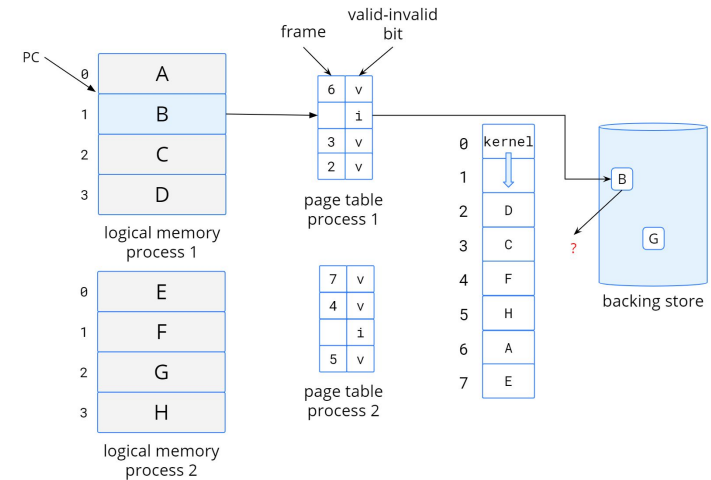 valid-invalid
bit
frame
PC
0 A
1 B
2 C
3 D
logical memory
process 1
6 v
i
3 v
2 v
page table
process 1
0 kernel
1
2 D
3 C
4 F
5 H
6 A
7 E
B
?
G
backing store
0 E
1 F
2 G
3 H
logical memory
process 2
7 v
4 v
i
5 v
page table
process 2